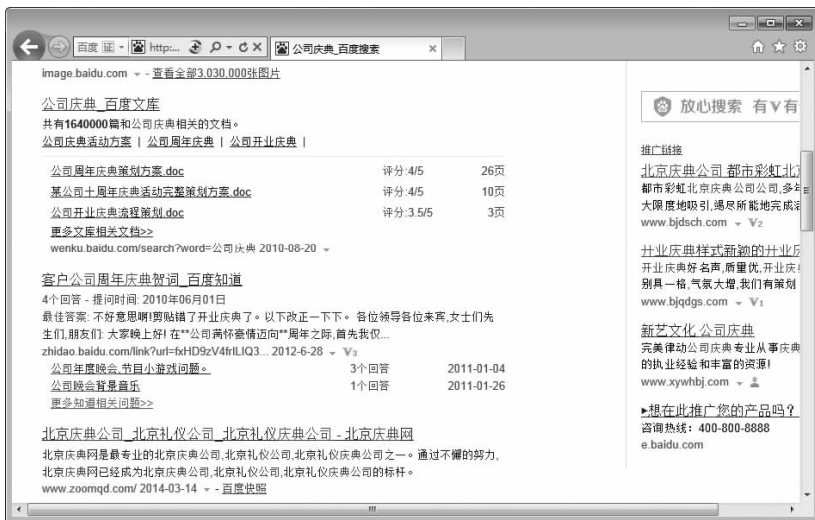 百度 证
http:...
公司庆典_百度搜索
image.baidu.com - 查看全部3,030,000张图片
公司庆典_百度文库
共有1640000篇和公司庆典相关的文档。
公司庆典活动方案 | 公司周年庆典 | 公司开业庆典 |
公司周年庆典策划方案.doc 评分:4/5 26页
某公司十周年庆典活动完整策划方案.doc 评分:4/5 10页
公司开业庆典流程策划.doc 评分:3.5/5 3页
更多文库相关文档>>
wenku.baidu.com/search?word=公司庆典 2010-08-20
客户公司周年庆典贺词_百度知道
4个回答 - 提问时间: 2010年06月01日
最佳答案: 不好意思啊!剪贴错了开业庆典了。以下改正一下下。 各位领导各位来宾,女士们先
生们,朋友们: 大家晚上好! 在**公司满怀豪情迈向**周年之际,首先我仅...
zhidao.baidu.com/link?url=fxHD9zV4frILIQ3... 2012-6-28 V3
公司年度晚会,节目小游戏问题。 3个回答 2011-01-04
公司晚会背景音乐 1个回答 2011-01-26
更多知道相关问题>>
北京庆典公司_北京礼仪公司_北京礼仪庆典公司 - 北京庆典网
北京庆典网是最专业的北京庆典公司,北京礼仪公司,北京礼仪庆典公司之一。通过不懈的努力,
北京庆典网已经成为北京庆典公司,北京礼仪公司,北京礼仪庆典公司的标杆。
www.zoomqd.com/ 2014-03-14 - 百度快照
放心搜索 有V有
推广链接
北京庆典公司 都市彩虹北
都市彩虹北京庆典公司公司,多年
大限度地吸引,竭尽所能地完成
www.bjdsch.com V2
开业庆典样式新颖的开业
开业庆典好名声,质量优,开业庆
别具一格,气氛大增,我们有策划
www.bjqdgs.com V1
新艺文化 公司庆典
完美律动公司庆典专业从事庆典
的执业经验和丰富的资源!
www.xywhbj.com
▸想在此推广您的产品吗？
咨询热线：400-800-8888
e.baidu.com